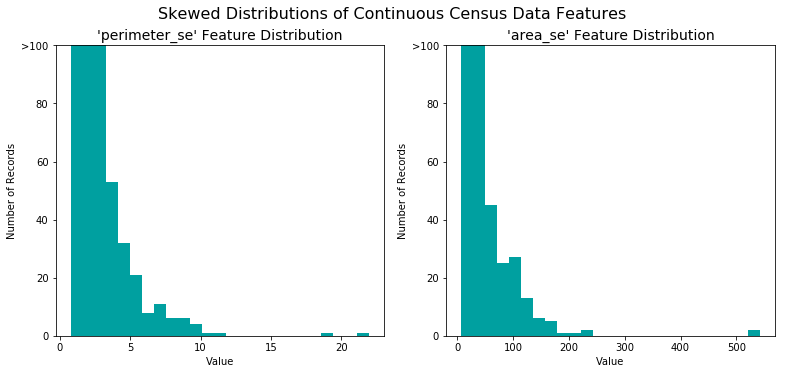 Skewed Distributions of Continuous Census Data Features
'perimeter_se' Feature Distribution
>100
80
60
40
20
0
Number of Records
0 5 10 15 20
Value
'area_se' Feature Distribution
>100
80
60
40
20
0
Number of Records
0 100 200 300 400 500
Value